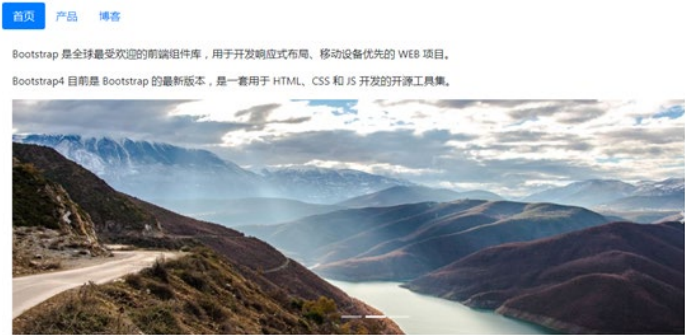 首页 产品 博客
Bootstrap 是全球最受欢迎的前端组件库，用于开发响应式布局、移动设备优先的 WEB 项目。
Bootstrap4 目前是 Bootstrap 的最新版本，是一套用于 HTML、CSS 和 JS 开发的开源工具集。